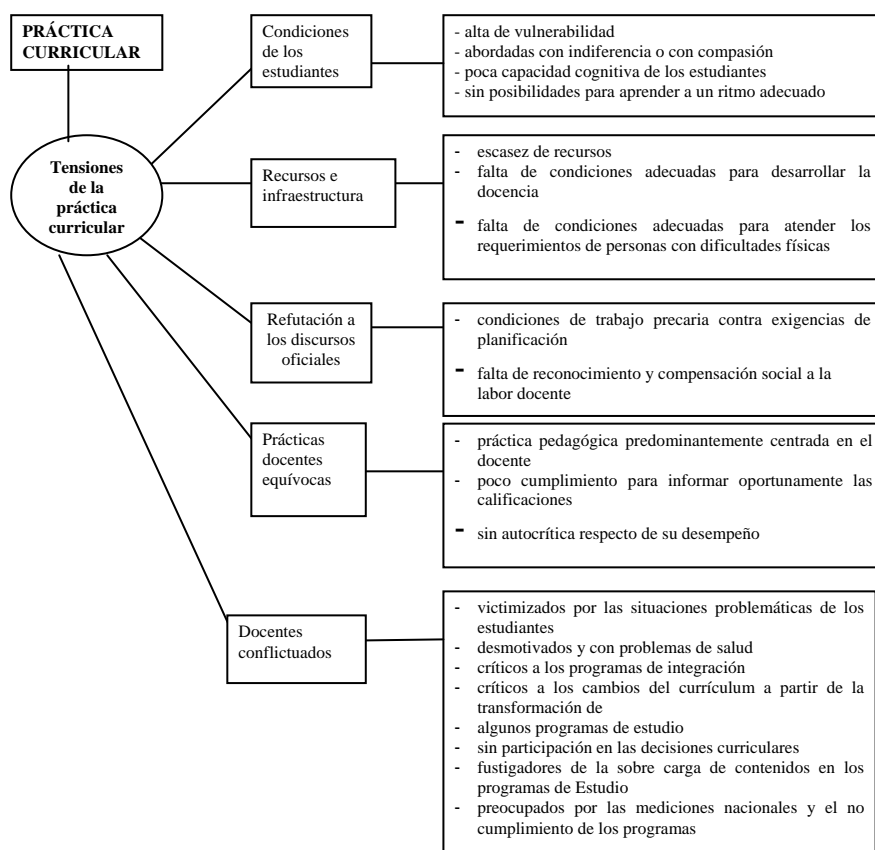 PRÁCTICA
CURRICULAR
Tensiones
de la
práctica
curricular
Condiciones
de los
estudiantes
- alta de vulnerabilidad
- abordadas con indiferencia o con compasión
- poca capacidad cognitiva de los estudiantes
- sin posibilidades para aprender a un ritmo adecuado
Recursos e
infraestructura
- escasez de recursos
- falta de condiciones adecuadas para desarrollar la
docencia
- falta de condiciones adecuadas para atender los
requerimientos de personas con dificultades físicas
Refutación a
los discursos
oficiales
- condiciones de trabajo precaria contra exigencias de
planificación
- falta de reconocimiento y compensación social a la
labor docente
Prácticas
docentes
equívocas
- práctica pedagógica predominantemente centrada en el
docente
- poco cumplimiento para informar oportunamente las
calificaciones
- sin autocrítica respecto de su desempeño
Docentes
conflictuados
- victimizados por las situaciones problemáticas de los
estudiantes
- desmotivados y con problemas de salud
- críticos a los programas de integración
- críticos a los cambios del currículum a partir de la
transformación de
- algunos programas de estudio
- sin participación en las decisiones curriculares
- fustigadores de la sobre carga de contenidos en los
programas de Estudio
- preocupados por las mediciones nacionales y el no
cumplimiento de los programas